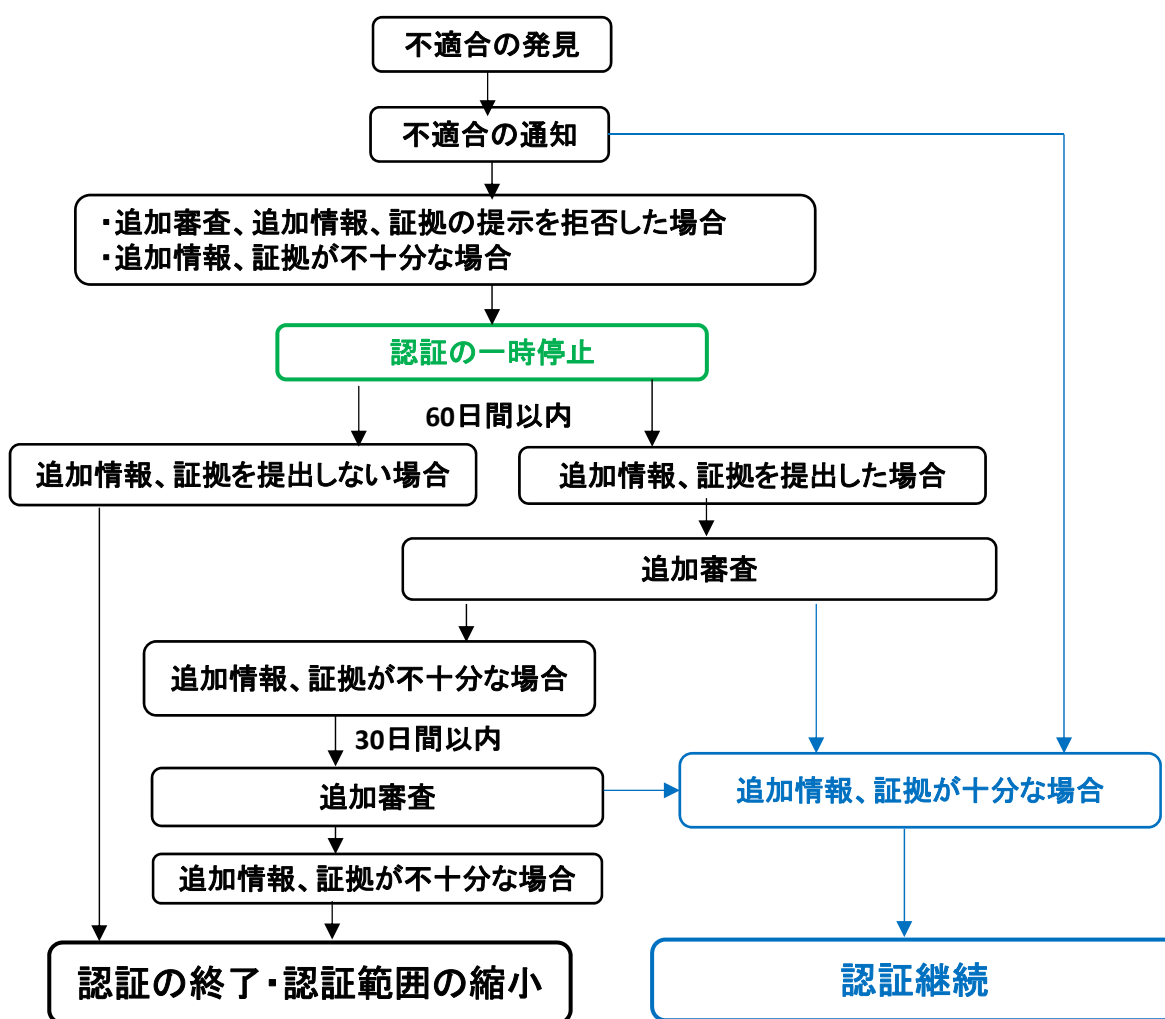 不適合の発見
不適合の通知
・追加審査、追加情報、証拠の提示を拒否した場合
・追加情報、証拠が不十分な場合
認証の一時停止
60日間以内
追加情報、証拠を提出しない場合
追加情報、証拠を提出した場合
追加審査
追加情報、証拠が不十分な場合
30日間以内
追加審査
追加情報、証拠が十分な場合
追加情報、証拠が不十分な場合
認証の終了・認証範囲の縮小
認証継続